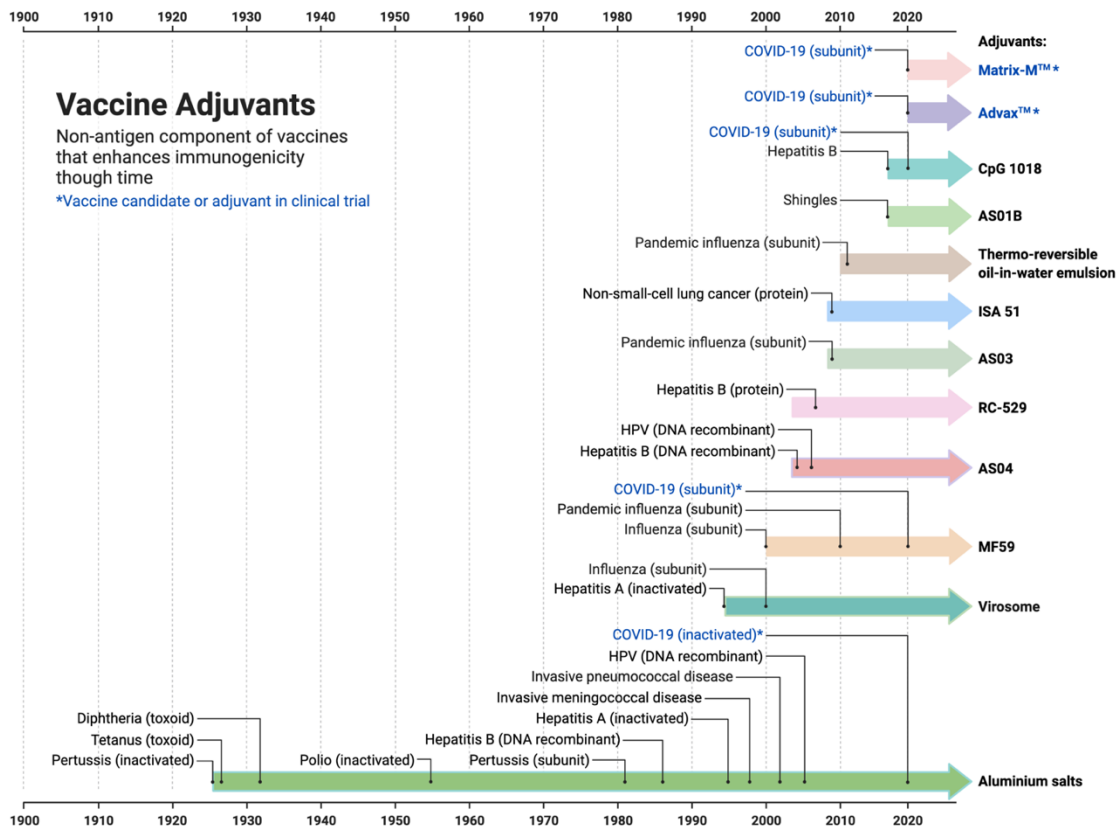 1900 1910 1920 1930 1940 1950 1960 1970 1980 1990 2000 2010 2020
Adjuvants:
COVID-19 (subunit)*
Matrix-M™*
Vaccine Adjuvants
Non-antigen component of vaccines
that enhances immunogenicity
though time
*Vaccine candidate or adjuvant in clinical trial
COVID-19 (subunit)*
Advax™*
COVID-19 (subunit)*
Hepatitis B
CpG 1018
Shingles
AS01B
Pandemic influenza (subunit)
Thermo-reversible
oil-in-water emulsion
Non-small-cell lung cancer (protein)
ISA 51
Pandemic influenza (subunit)
AS03
Hepatitis B (protein)
RC-529
HPV (DNA recombinant)
Hepatitis B (DNA recombinant)
AS04
COVID-19 (subunit)*
Pandemic influenza (subunit)
Influenza (subunit)
MF59
Influenza (subunit)
Hepatitis A (inactivated)
Virosome
COVID-19 (inactivated)*
HPV (DNA recombinant)
Invasive pneumococcal disease
Invasive meningococcal disease
Diphtheria (toxoid)
Hepatitis A (inactivated)
Tetanus (toxoid)
Hepatitis B (DNA recombinant)
Pertussis (inactivated)
Polio (inactivated)
Pertussis (subunit)
Aluminium salts
1900 1910 1920 1930 1940 1950 1960 1970 1980 1990 2000 2010 2020